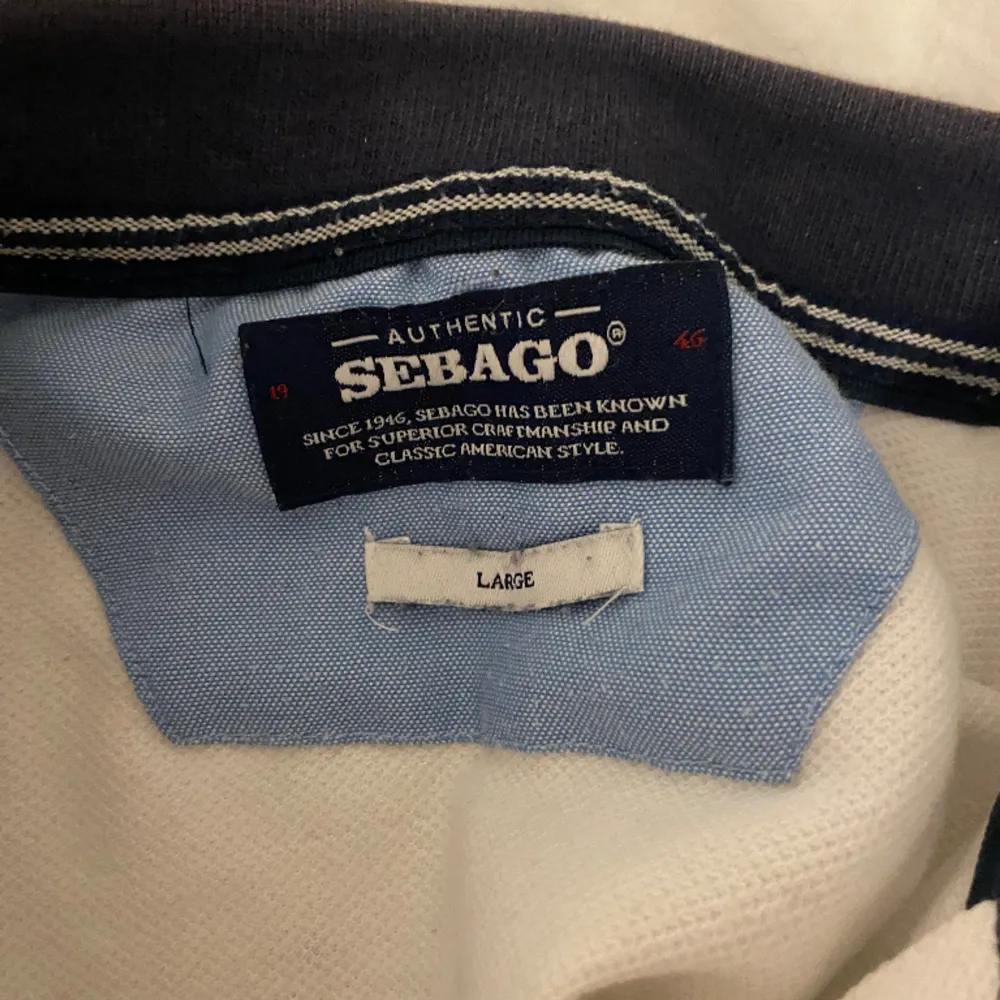 AUTHENTIC
SEBAGO®
19 46
SINCE 1946, SEBAGO HAS BEEN KNOWN
FOR SUPERIOR CRAFTMANSHIP AND
CLASSIC AMERICAN STYLE.
LARGE